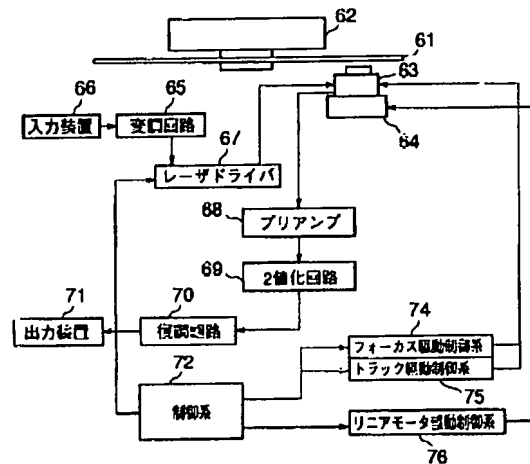 62
61
63
64
66
65
入力装置
変調回路
67
レーザドライバ
68
プリアンプ
69
2値化回路
71
70
出力装置
復調回路
72
制御系
74
フォーカス駆動制御系
トラック駆動制御系
75
リニアモータ駆動制御系
76